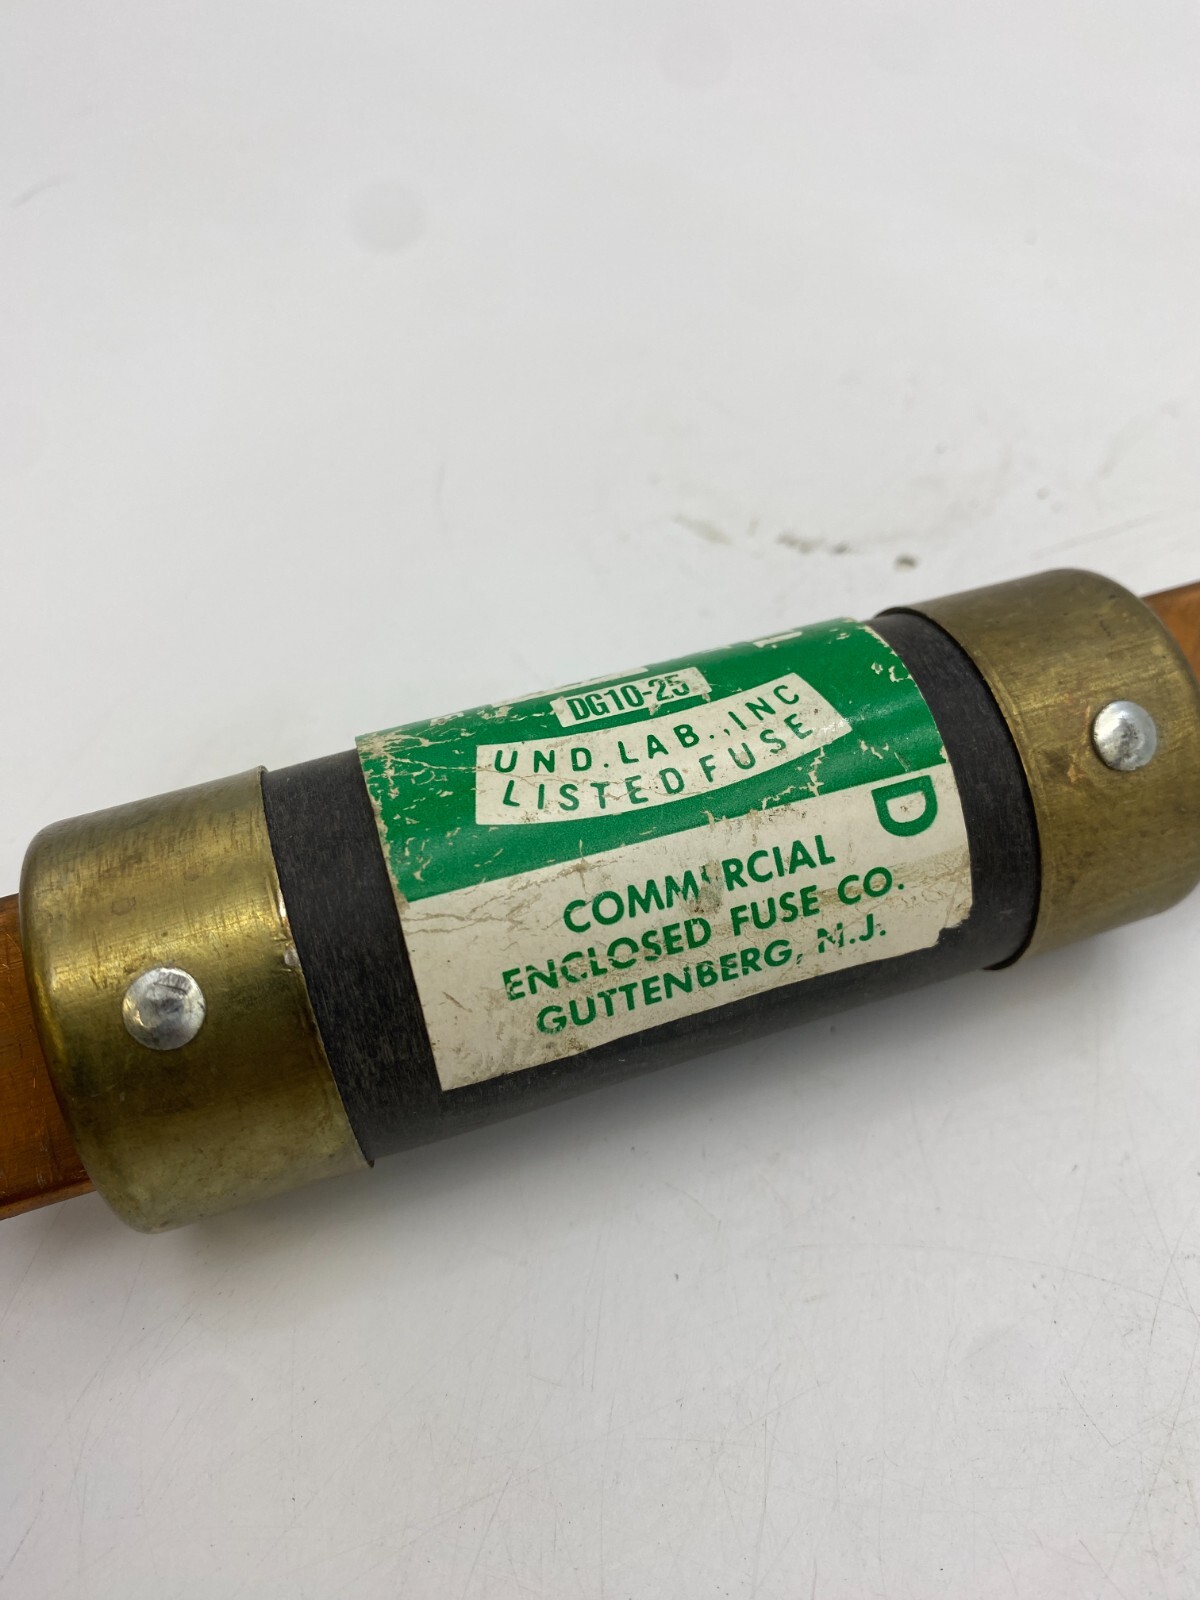 DG10-25
UND. LAB., INC.
LISTED FUSE
D
COMM RCIAL
ENCLOSED FUSE CO.
GUTTENBERG, N.J.